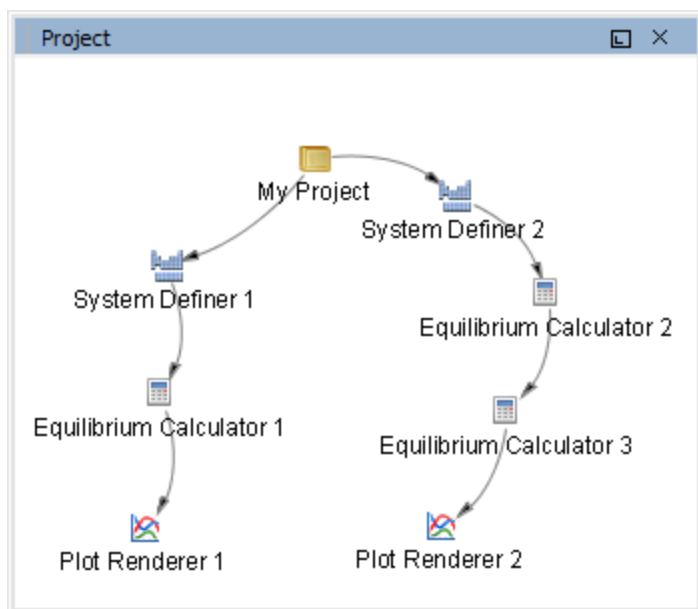 Project
My Project
System Definer 2
System Definer 1
Equilibrium Calculator 2
Equilibrium Calculator 1
Equilibrium Calculator 3
Plot Renderer 1
Plot Renderer 2